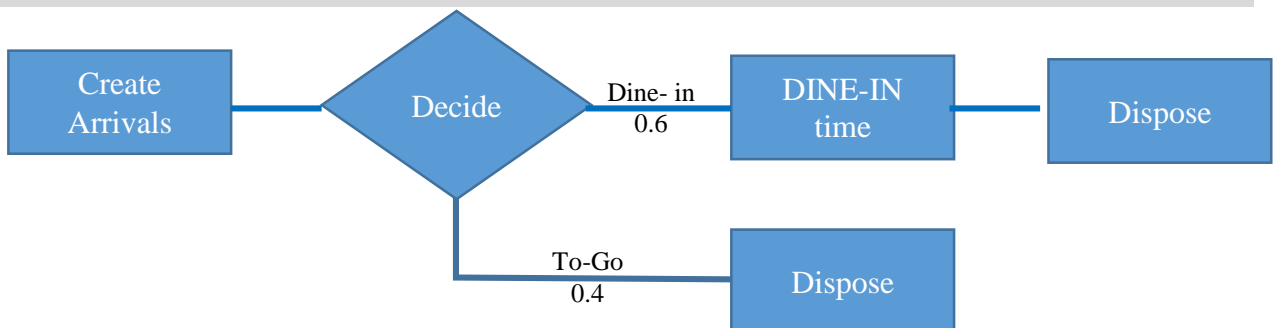 Create
Arrivals
Decide
Dine- in
0.6
DINE-IN
time
Dispose
To-Go
0.4
Dispose